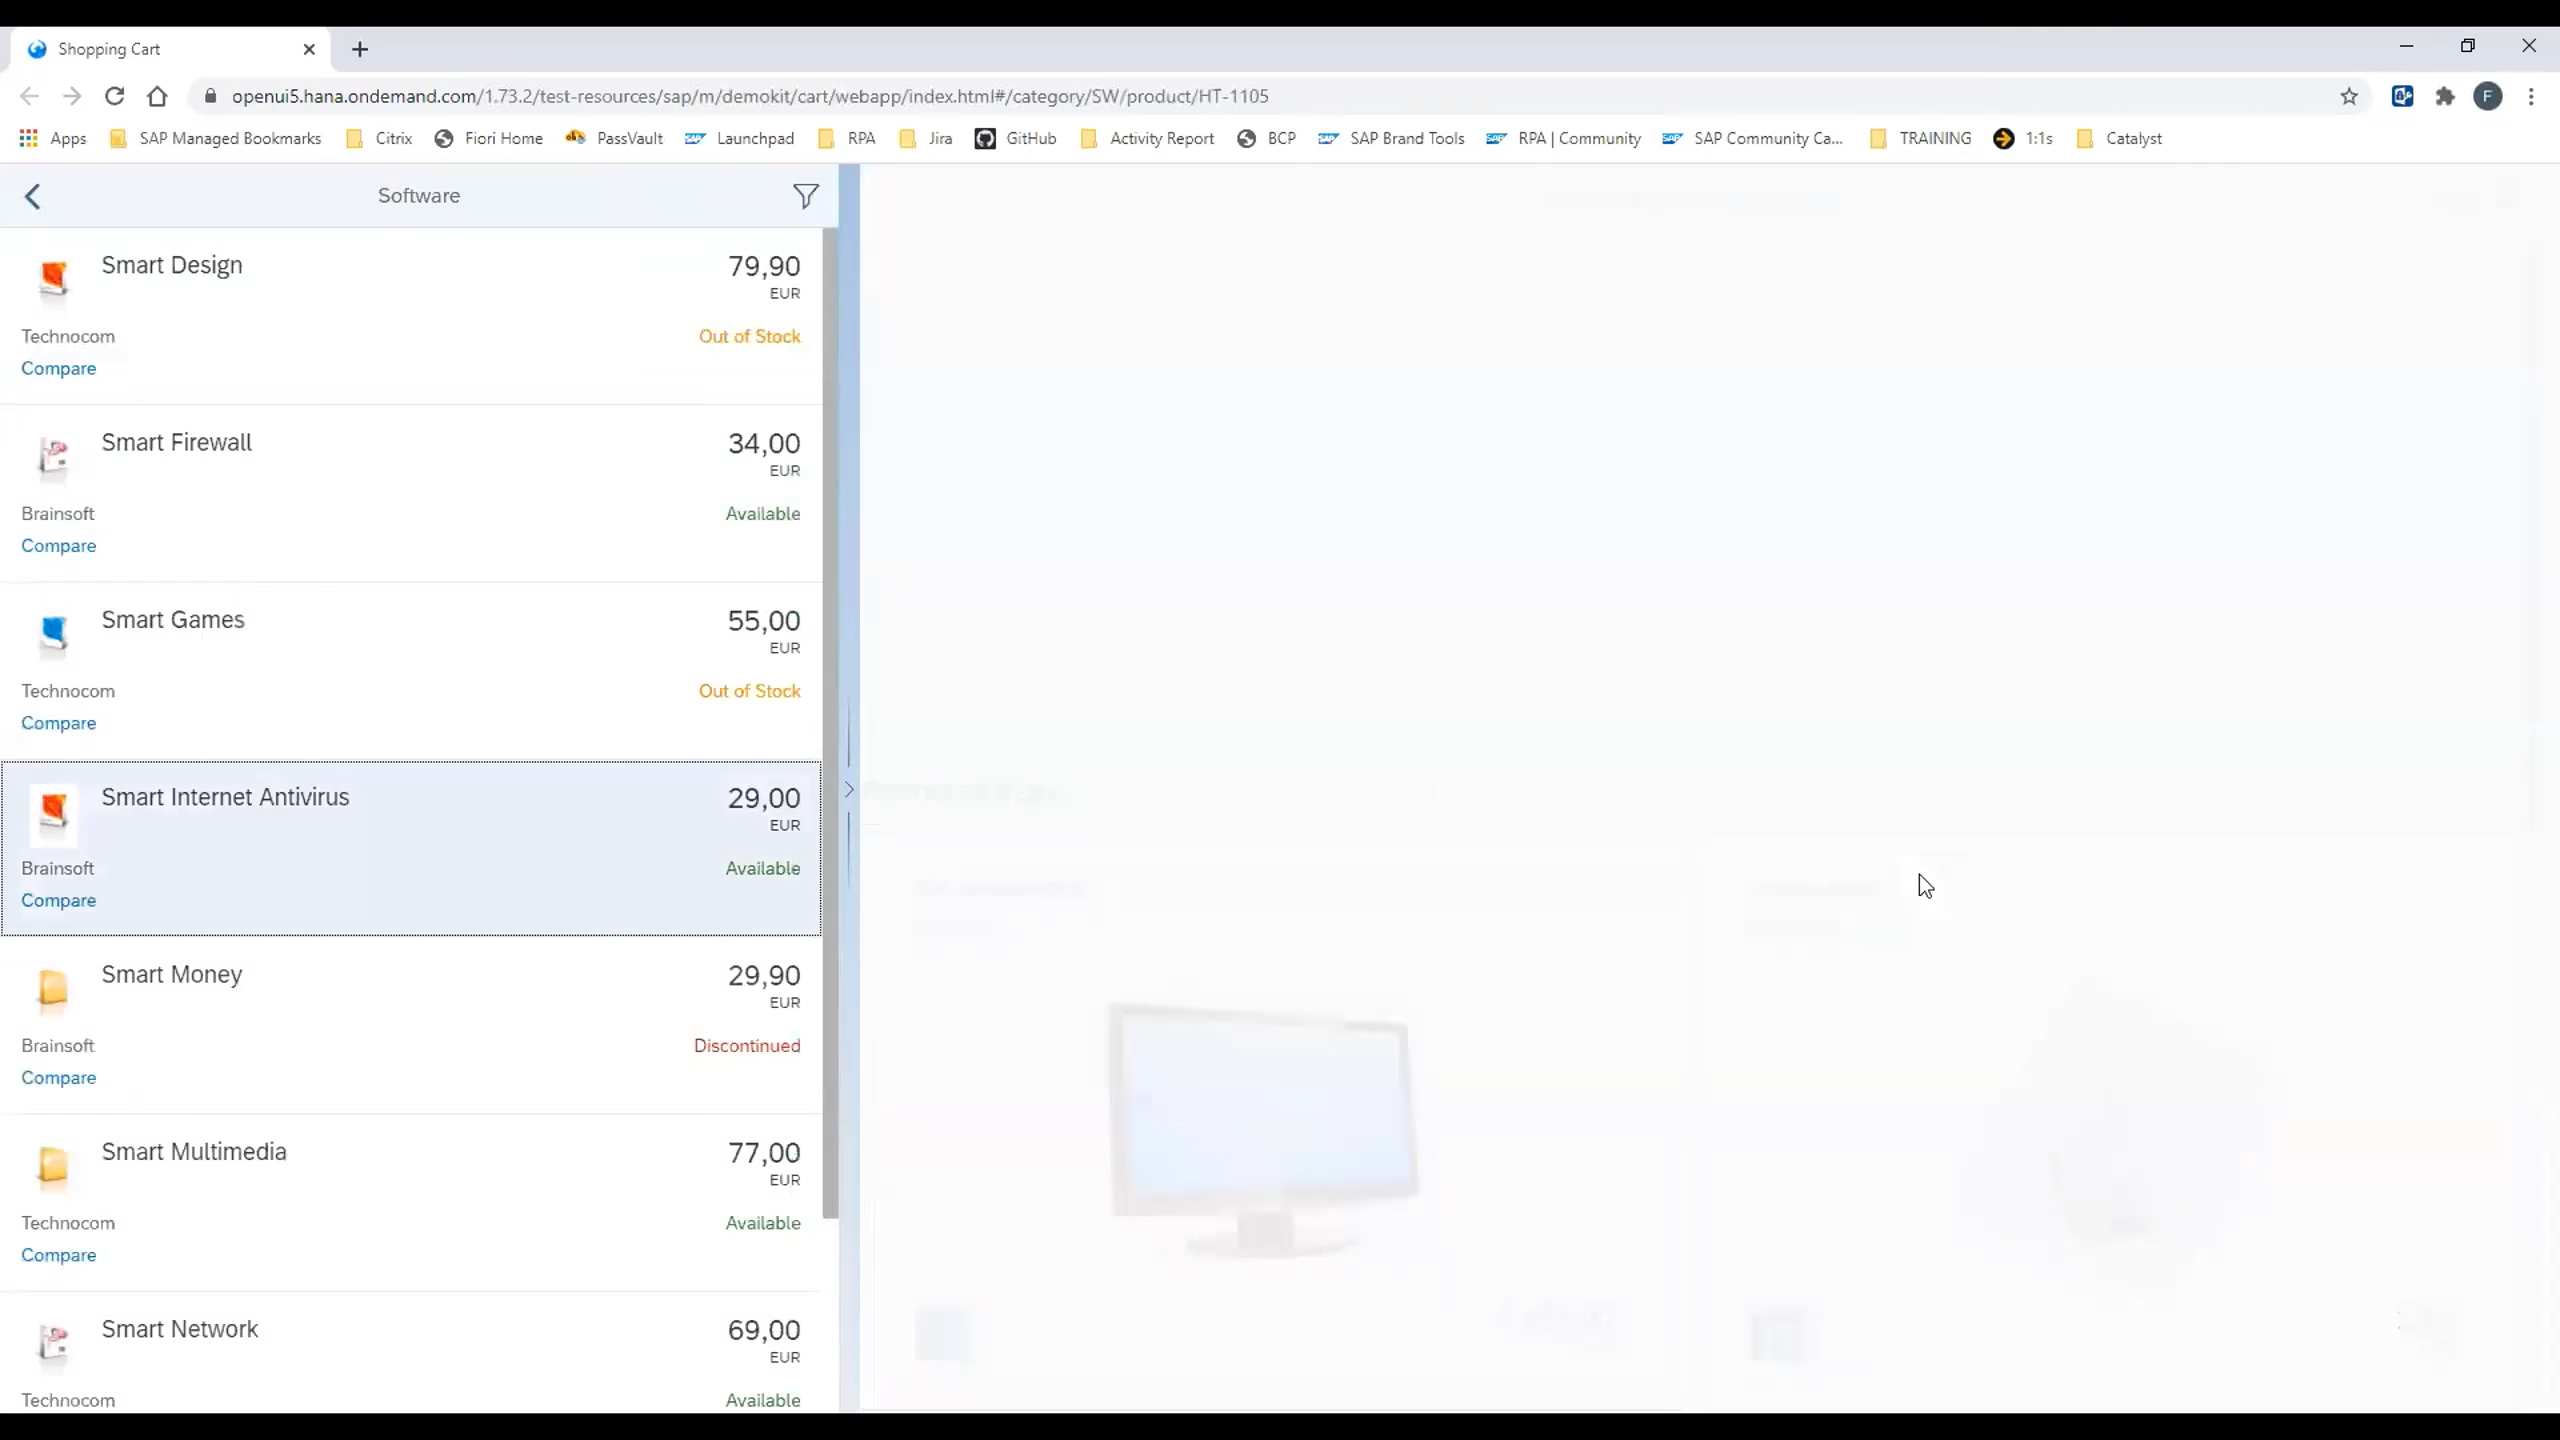 Shopping Cart
openui5.hana.ondemand.com/1.73.2/test-resources/sap/m/demokit/cart/webapp/index.html#/category/SW/product/HT-1105
F
Apps SAP Managed Bookmarks Citrix Fiori Home PassVault Launchpad RPA Jira GitHub Activity Report BCP SAP Brand Tools RPA | Community SAP Community Ca... TRAINING 1:1s Catalyst
Software
Smart Design 79,90
EUR
Technocom Out of Stock
Compare
Smart Firewall 34,00
EUR
Brainsoft Available
Compare
Smart Games 55,00
EUR
Technocom Out of Stock
Compare
Smart Internet Antivirus 29,00
EUR
Brainsoft Available
Compare
Smart Money 29,90
EUR
Brainsoft Discontinued
Compare
Smart Multimedia 77,00
EUR
Technocom Available
Compare
Smart Network 69,00
EUR
Technocom Available